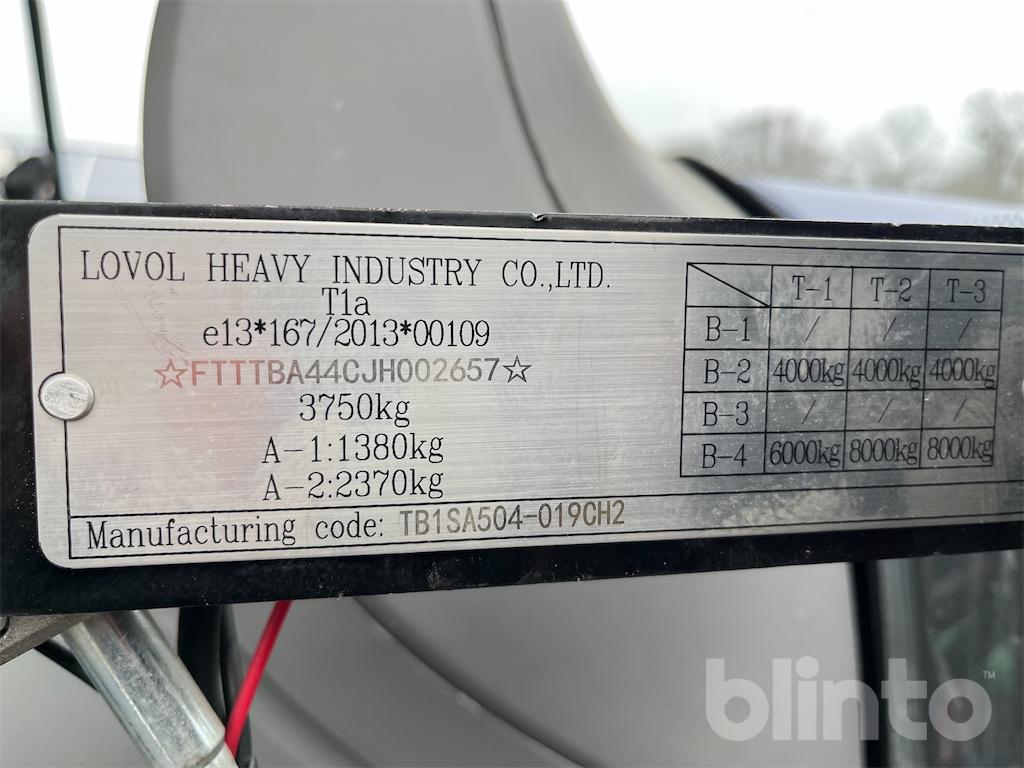 LOVOL HEAVY INDUSTRY CO.,LTD.
T1a
e13*167/2013*00109
☆FTTTBA44CJH002657☆
3750kg
A-1:1380kg
A-2:2370kg
Manufacturing code: TB1SA504-019CH2
T-1 T-2 T-3
B-1 / / /
B-2 4000kg 4000kg 4000kg
B-3 / / /
B-4 6000kg 8000kg 8000kg
blinto™